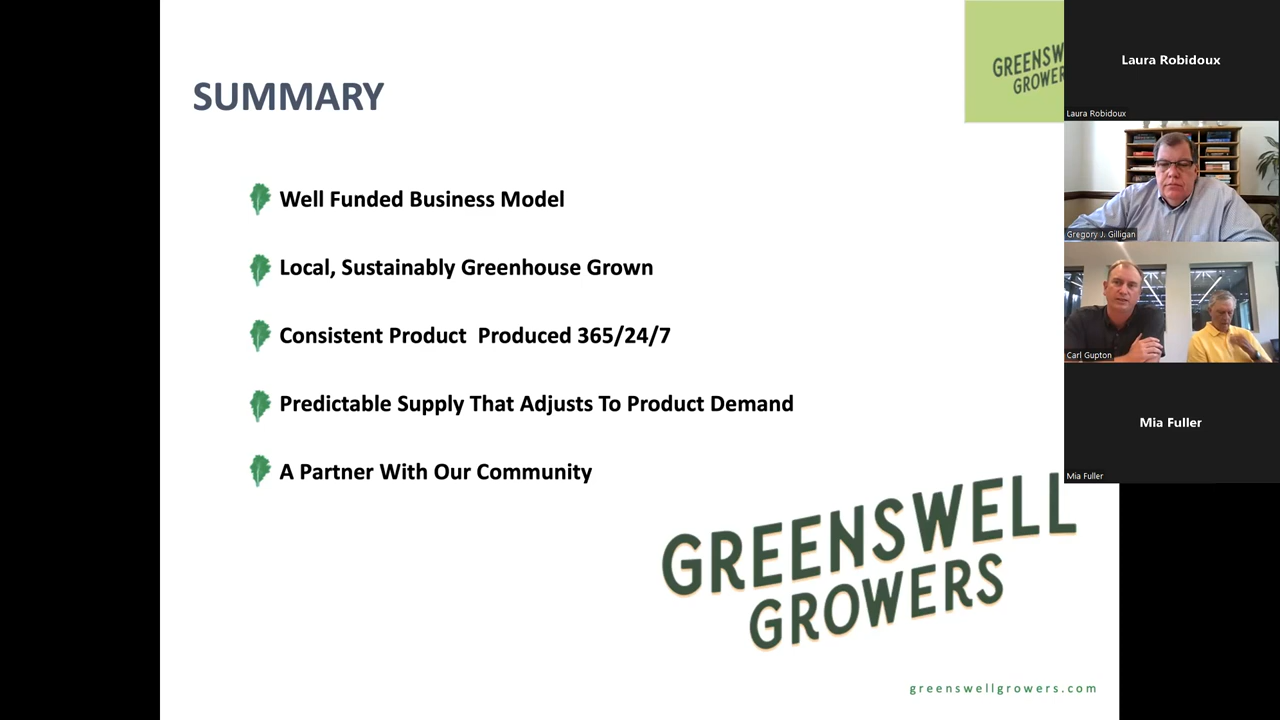 SUMMARY
Well Funded Business Model
Local, Sustainably Greenhouse Grown
Consistent Product  Produced 365/24/7
Predictable Supply That Adjusts To Product Demand
A Partner With Our Community
GREENSWELL
GROWERS
greenswellgrowers.com
GREENSW
GROWER
Laura Robidoux
Laura Robidoux
Gregory J. Gilligan
Carl Gupton
Mia Fuller
Mia Fuller